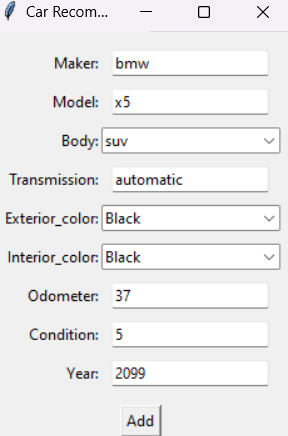 Car Recom...
Maker: bmw
Model: x5
Body: suv
Transmission: automatic
Exterior_color: Black
Interior_color: Black
Odometer: 37
Condition: 5
Year: 2099
Add